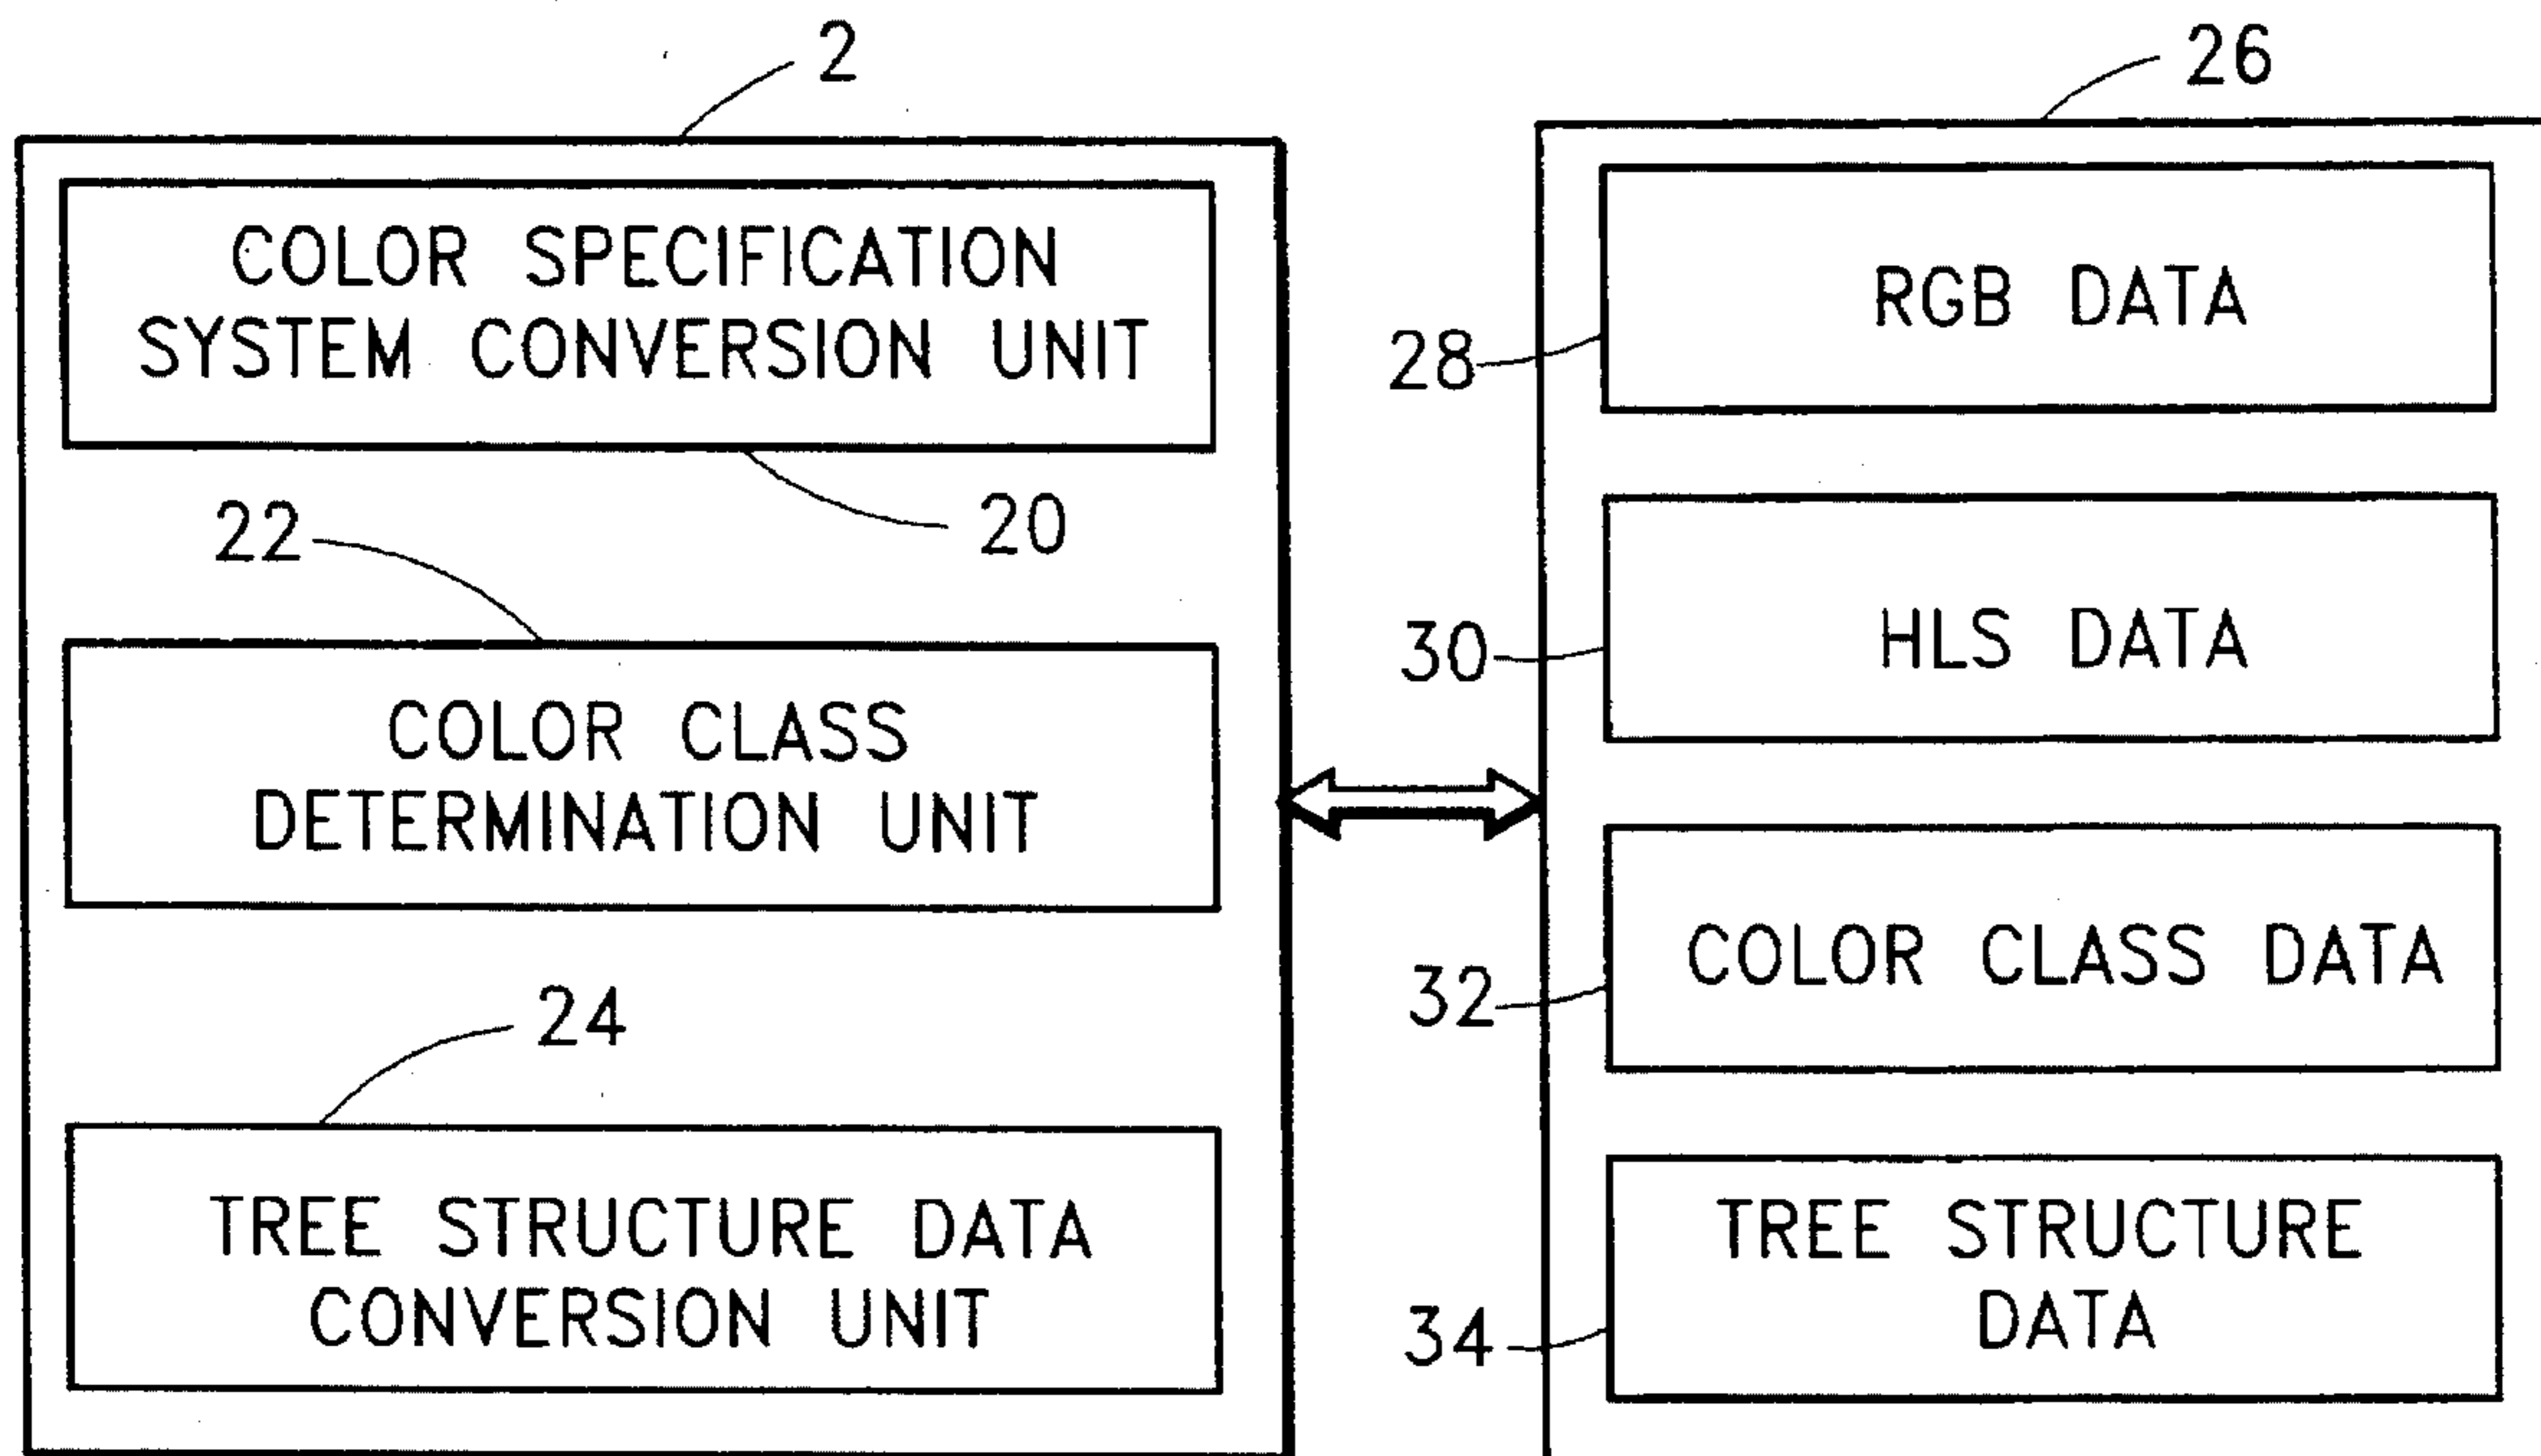 2
COLOR SPECIFICATION
SYSTEM CONVERSION UNIT
20
22
COLOR CLASS
DETERMINATION UNIT
24
TREE STRUCTURE DATA
CONVERSION UNIT
26
RGB DATA
28
HLS DATA
30
COLOR CLASS DATA
32
TREE STRUCTURE
DATA
34